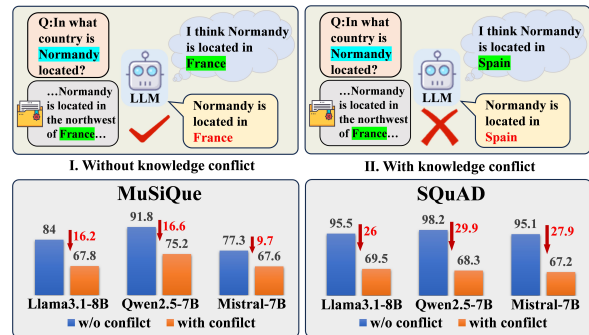 Q:In what
country is
Normandy
located?
I think Normandy
is located in
France
…Normandy
is located in
the northwest
of France…
LLM
Normandy is
located in
France
I. Without knowledge conflict
Q:In what
country is
Normandy
located?
I think Normandy
is located in
Spain
…Normandy
is located in
the northwest
of France…
LLM
Normandy is
located in
Spain
II. With knowledge conflict
MuSiQue
84
16.2
67.8
91.8
16.6
75.2
77.3
9.7
67.6
Llama3.1-8B
Qwen2.5-7B
Mistral-7B
w/o confilct
with confilct
SQuAD
95.5
26
69.5
98.2
29.9
68.3
95.1
27.9
67.2
Llama3.1-8B
Qwen2.5-7B
Mistral-7B
w/o confilct
with confilct